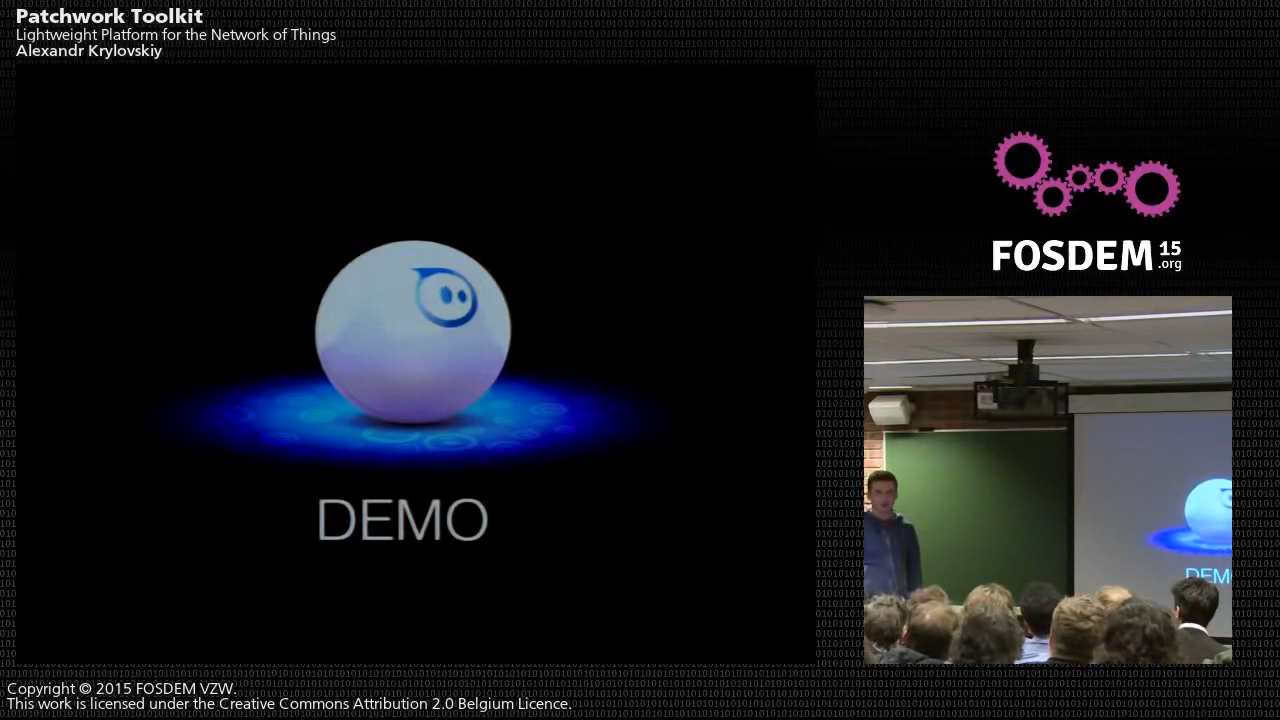 Patchwork Toolkit
Lightweight Platform for the Network of Things
Alexandr Krylovskiy
FOSDEM 15
.org
DEMO
DEM
Copyright © 2015 FOSDEM VZW.
This work is licensed under the Creative Commons Attribution 2.0 Belgium Licence.